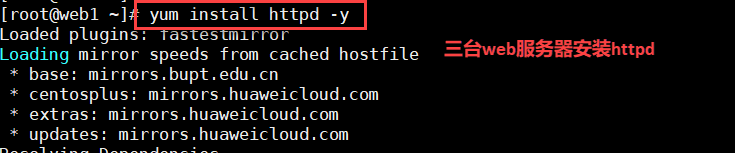 [root@web1 ~]# yum install httpd -y
Loaded plugins: fastestmirror
Loading mirror speeds from cached hostfile
三台web服务器安装httpd
* base: mirrors.bupt.edu.cn
* centosplus: mirrors.huaweicloud.com
* extras: mirrors.huaweicloud.com
* updates: mirrors.huaweicloud.com
Resolving Dependencies